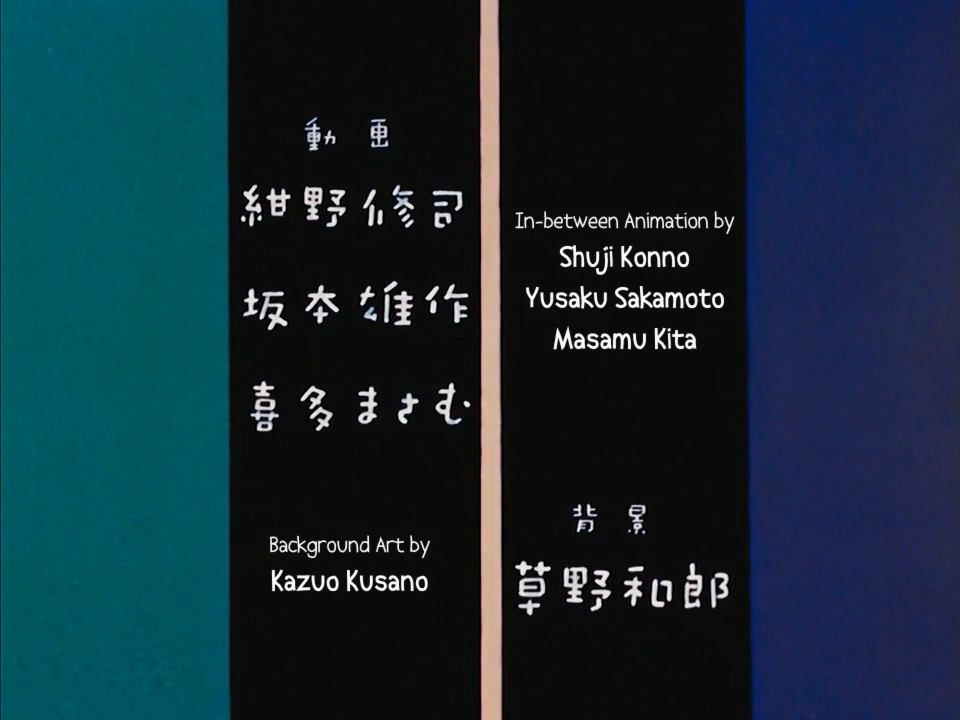 動画
紺野修司
坂本雄作
喜多まさむ
In-between Animation by
Shuji Konno
Yusaku Sakamoto
Masamu Kita
Background Art by
Kazuo Kusano
背景
草野和郎